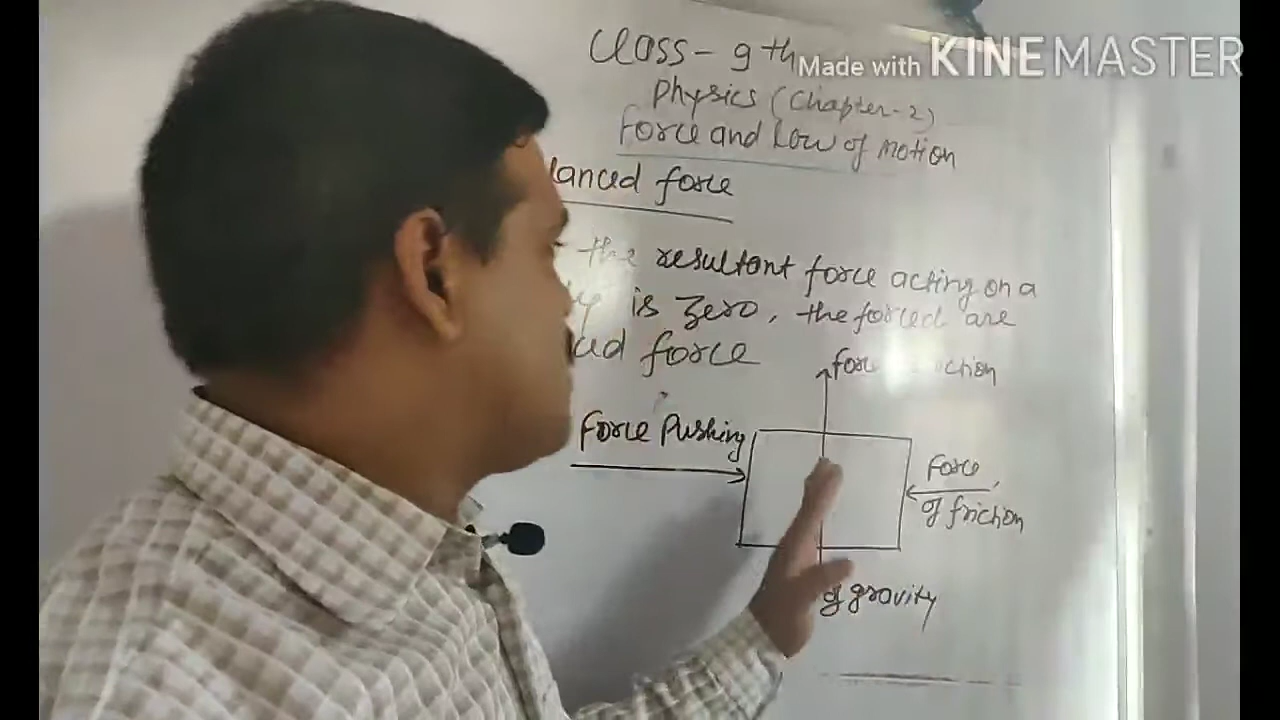 Class - 9th
Made with KINEMASTER
Physics (Chapter-2)
Force and Low of Motion
lanced force
the resultant force acting on a
is zero, the forced are
ced force
Force Pushing
Force
of friction
of gravity